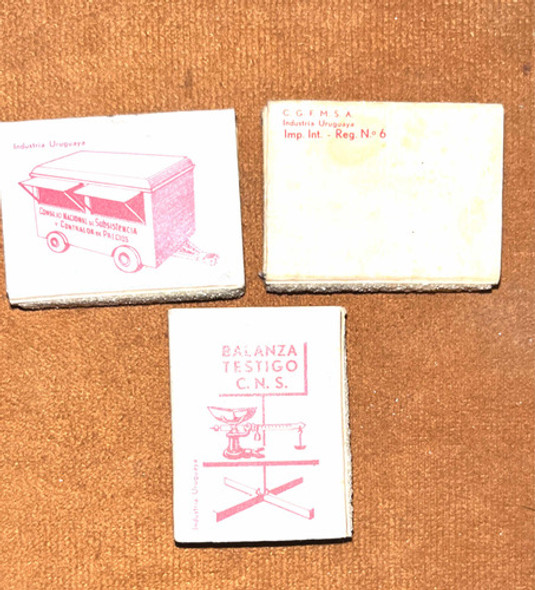 Industria Uruguaya
CONSEJO NACIONAL DE SUBSISTENCIA
Y CONTRALOR DE PRECIOS
C. G. F. M. S. A.
Industria Uruguaya
Imp. Int. - Reg. N.º 6
BALANZA
TESTIGO
C. N. S.
Industria Uruguaya